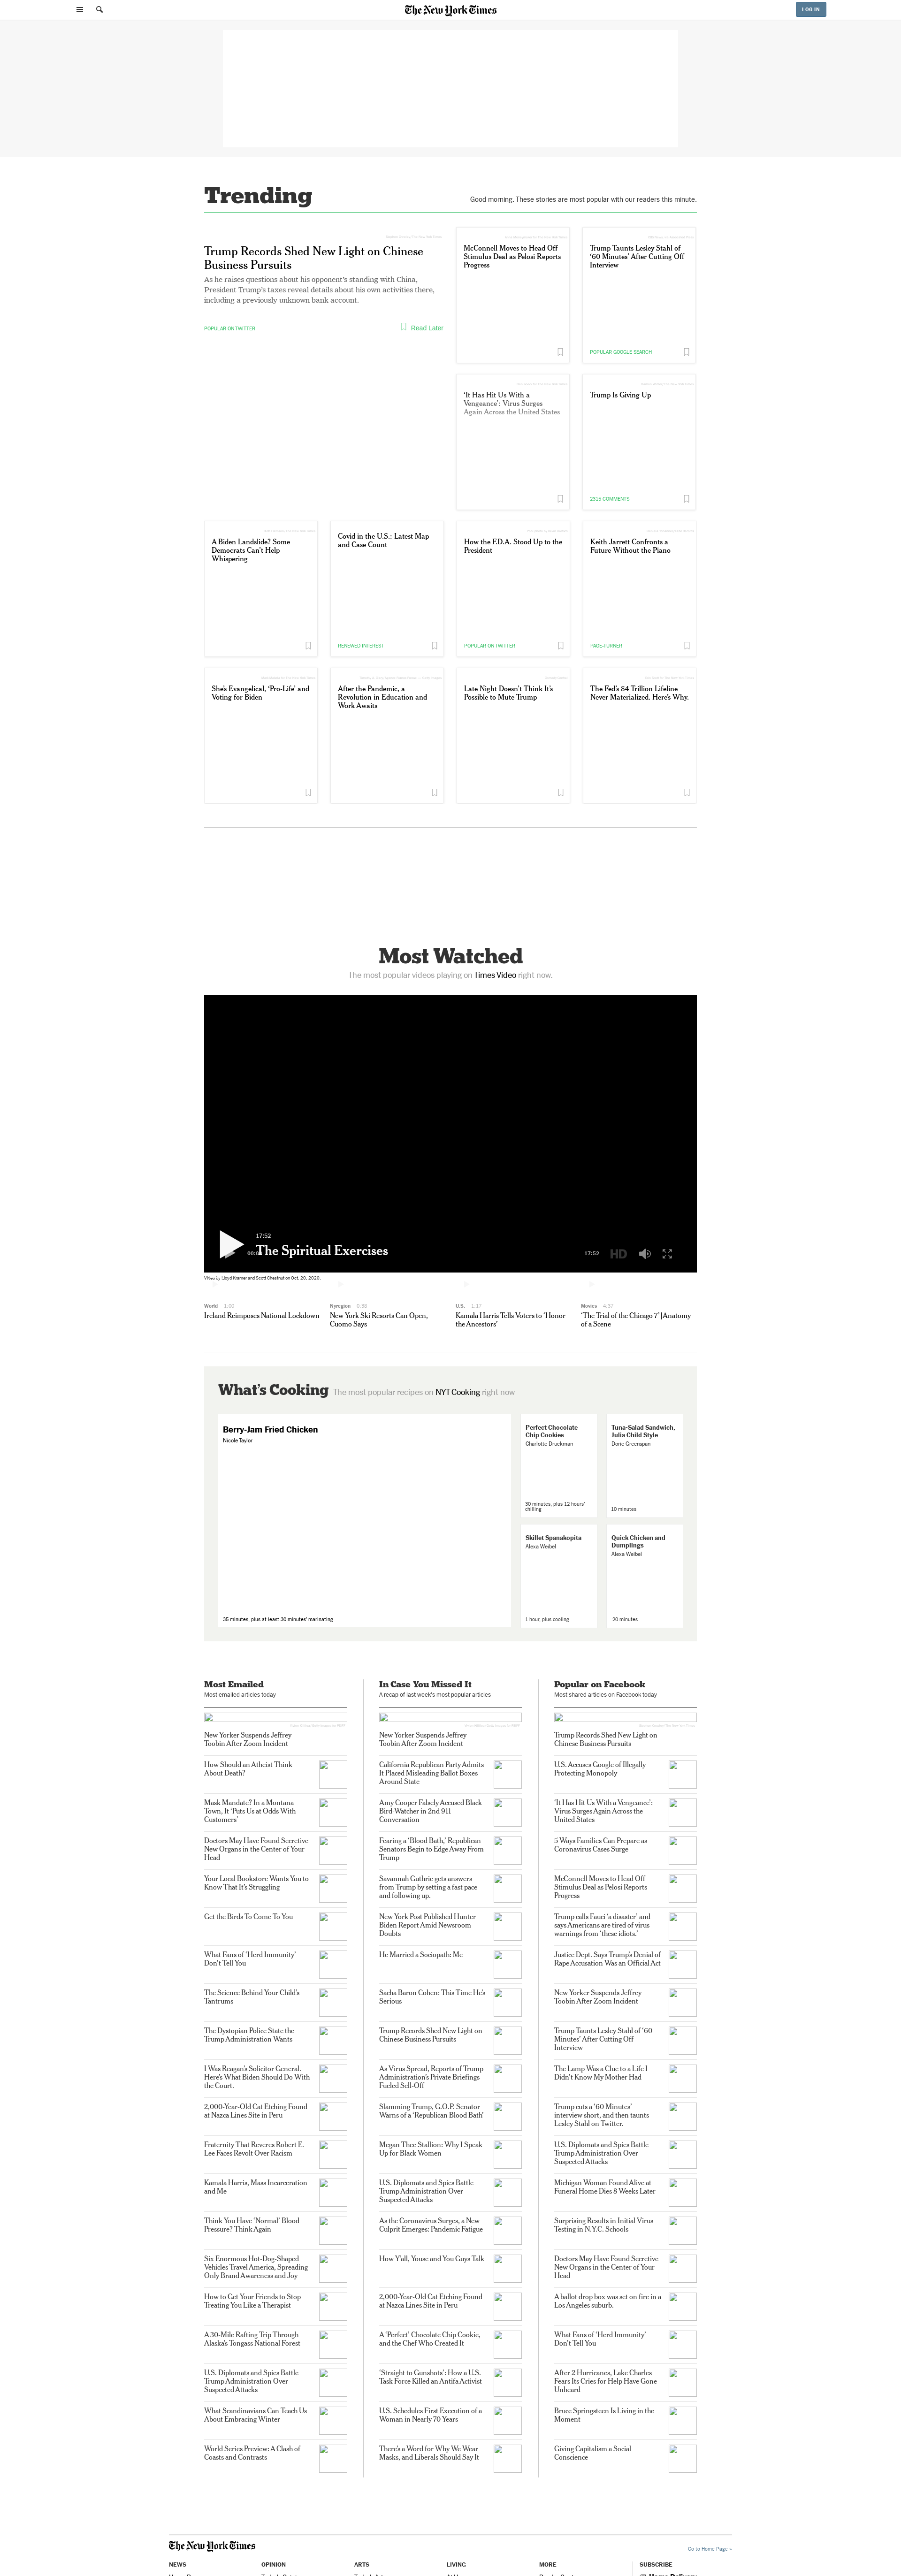 The New York Times
LOG IN
Trending
Good morning. These stories are most popular with our readers this minute.
Trump Records Shed New Light on Chinese
Business Pursuits
As he raises questions about his opponent's standing with China,
President Trump's taxes reveal details about his own activities there,
including a previously unknown bank account.
POPULAR ON TWITTER
Read Later
McConnell Moves to Head Off
Stimulus Deal as Pelosi Reports
Progress
Trump Taunts Lesley Stahl of
‘60 Minutes’ After Cutting Off
Interview
POPULAR GOOGLE SEARCH
‘It Has Hit Us With a
Vengeance’: Virus Surges
Again Across the United States
Trump Is Giving Up
2315 COMMENTS
A Biden Landslide? Some
Democrats Can’t Help
Whispering
Covid in the U.S.: Latest Map
and Case Count
RENEWED INTEREST
How the F.D.A. Stood Up to the
President
POPULAR ON TWITTER
Keith Jarrett Confronts a
Future Without the Piano
PAGE-TURNER
She’s Evangelical, ‘Pro-Life’ and
Voting for Biden
After the Pandemic, a
Revolution in Education and
Work Awaits
Late Night Doesn’t Think It’s
Possible to Mute Trump
The Fed’s $4 Trillion Lifeline
Never Materialized. Here’s Why.
Most Watched
The most popular videos playing on Times Video right now.
17:52
The Spiritual Exercises
17:52
HD
Video by Lloyd Kramer and Scott Chestnut on Oct. 20, 2020.
World 1:00
Ireland Reimposes National Lockdown
Nyregion 0:38
New York Ski Resorts Can Open,
Cuomo Says
U.S. 1:17
Kamala Harris Tells Voters to ‘Honor
the Ancestors’
Movies 4:37
‘The Trial of the Chicago 7’ | Anatomy
of a Scene
What’s Cooking The most popular recipes on NYT Cooking right now
Berry-Jam Fried Chicken
Nicole Taylor
35 minutes, plus at least 30 minutes’ marinating
Perfect Chocolate
Chip Cookies
Charlotte Druckman
30 minutes, plus 12 hours’
chilling
Tuna-Salad Sandwich,
Julia Child Style
Dorie Greenspan
10 minutes
Skillet Spanakopita
Alexa Weibel
1 hour, plus cooling
Quick Chicken and
Dumplings
Alexa Weibel
20 minutes
Most Emailed
Most emailed articles today
New Yorker Suspends Jeffrey
Toobin After Zoom Incident
How Should an Atheist Think
About Death?
Mask Mandate? In a Montana
Town, It ‘Puts Us at Odds With
Customers’
Doctors May Have Found Secretive
New Organs in the Center of Your
Head
Your Local Bookstore Wants You to
Know That It’s Struggling
Get the Birds To Come To You
What Fans of ‘Herd Immunity’
Don’t Tell You
The Science Behind Your Child’s
Tantrums
The Dystopian Police State the
Trump Administration Wants
I Was Reagan’s Solicitor General.
Here’s What Biden Should Do With
the Court.
2,000-Year-Old Cat Etching Found
at Nazca Lines Site in Peru
Fraternity That Reveres Robert E.
Lee Faces Revolt Over Racism
Kamala Harris, Mass Incarceration
and Me
Think You Have ‘Normal’ Blood
Pressure? Think Again
Six Enormous Hot-Dog-Shaped
Vehicles Travel America, Spreading
Only Brand Awareness and Joy
How to Get Your Friends to Stop
Treating You Like a Therapist
A 30-Mile Rafting Trip Through
Alaska’s Tongass National Forest
U.S. Diplomats and Spies Battle
Trump Administration Over
Suspected Attacks
What Scandinavians Can Teach Us
About Embracing Winter
World Series Preview: A Clash of
Coasts and Contrasts
In Case You Missed It
A recap of last week’s most popular articles
New Yorker Suspends Jeffrey
Toobin After Zoom Incident
California Republican Party Admits
It Placed Misleading Ballot Boxes
Around State
Amy Cooper Falsely Accused Black
Bird-Watcher in 2nd 911
Conversation
Fearing a ‘Blood Bath,’ Republican
Senators Begin to Edge Away From
Trump
Savannah Guthrie gets answers
from Trump by setting a fast pace
and following up.
New York Post Published Hunter
Biden Report Amid Newsroom
Doubts
He Married a Sociopath: Me
Sacha Baron Cohen: This Time He’s
Serious
Trump Records Shed New Light on
Chinese Business Pursuits
As Virus Spread, Reports of Trump
Administration’s Private Briefings
Fueled Sell-Off
Slamming Trump, G.O.P. Senator
Warns of a ‘Republican Blood Bath’
Megan Thee Stallion: Why I Speak
Up for Black Women
U.S. Diplomats and Spies Battle
Trump Administration Over
Suspected Attacks
As the Coronavirus Surges, a New
Culprit Emerges: Pandemic Fatigue
How Y’all, Youse and You Guys Talk
2,000-Year-Old Cat Etching Found
at Nazca Lines Site in Peru
A ‘Perfect’ Chocolate Chip Cookie,
and the Chef Who Created It
‘Straight to Gunshots’: How a U.S.
Task Force Killed an Antifa Activist
U.S. Schedules First Execution of a
Woman in Nearly 70 Years
There’s a Word for Why We Wear
Masks, and Liberals Should Say It
Popular on Facebook
Most shared articles on Facebook today
Trump Records Shed New Light on
Chinese Business Pursuits
U.S. Accuses Google of Illegally
Protecting Monopoly
‘It Has Hit Us With a Vengeance’:
Virus Surges Again Across the
United States
5 Ways Families Can Prepare as
Coronavirus Cases Surge
McConnell Moves to Head Off
Stimulus Deal as Pelosi Reports
Progress
Trump calls Fauci ‘a disaster’ and
says Americans are tired of virus
warnings from ‘these idiots.’
Justice Dept. Says Trump’s Denial of
Rape Accusation Was an Official Act
New Yorker Suspends Jeffrey
Toobin After Zoom Incident
Trump Taunts Lesley Stahl of ‘60
Minutes’ After Cutting Off
Interview
The Lamp Was a Clue to a Life I
Didn’t Know My Mother Had
Trump cuts a ‘60 Minutes’
interview short, and then taunts
Lesley Stahl on Twitter.
U.S. Diplomats and Spies Battle
Trump Administration Over
Suspected Attacks
Michigan Woman Found Alive at
Funeral Home Dies 8 Weeks Later
Surprising Results in Initial Virus
Testing in N.Y.C. Schools
Doctors May Have Found Secretive
New Organs in the Center of Your
Head
A ballot drop box was set on fire in a
Los Angeles suburb.
What Fans of ‘Herd Immunity’
Don’t Tell You
After 2 Hurricanes, Lake Charles
Fears Its Cries for Help Have Gone
Unheard
Bruce Springsteen Is Living in the
Moment
Giving Capitalism a Social
Conscience
The New York Times
Go to Home Page »
NEWS
OPINION
ARTS
LIVING
MORE
SUBSCRIBE